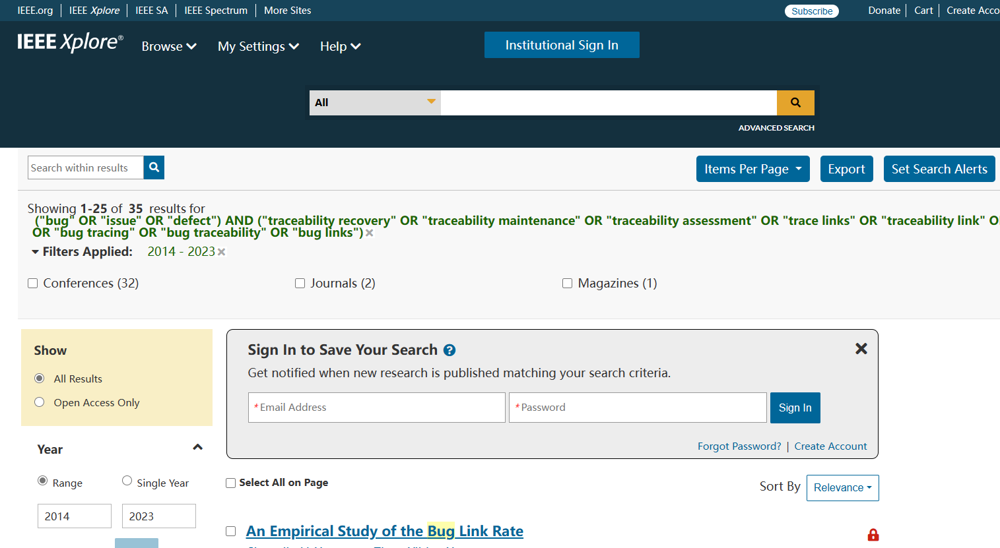 IEEE.org IEEE Xplore IEEE SA IEEE Spectrum More Sites Subscribe Donate Cart Create Acco
IEEE Xplore® Browse My Settings Help Institutional Sign In
All
ADVANCED SEARCH
Search within results Items Per Page Export Set Search Alerts
Showing 1-25 of 35 results for
("bug" OR "issue" OR "defect") AND ("traceability recovery" OR "traceability maintenance" OR "traceability assessment" OR "trace links" OR "traceability link" O
OR "bug tracing" OR "bug traceability" OR "bug links")
Filters Applied: 2014 - 2023
Conferences (32) Journals (2) Magazines (1)
Show
All Results
Open Access Only
Sign In to Save Your Search
Get notified when new research is published matching your search criteria.
*Email Address *Password Sign In
Forgot Password? | Create Account
Year
Range Single Year
2014 2023
Select All on Page Sort By Relevance
An Empirical Study of the Bug Link Rate